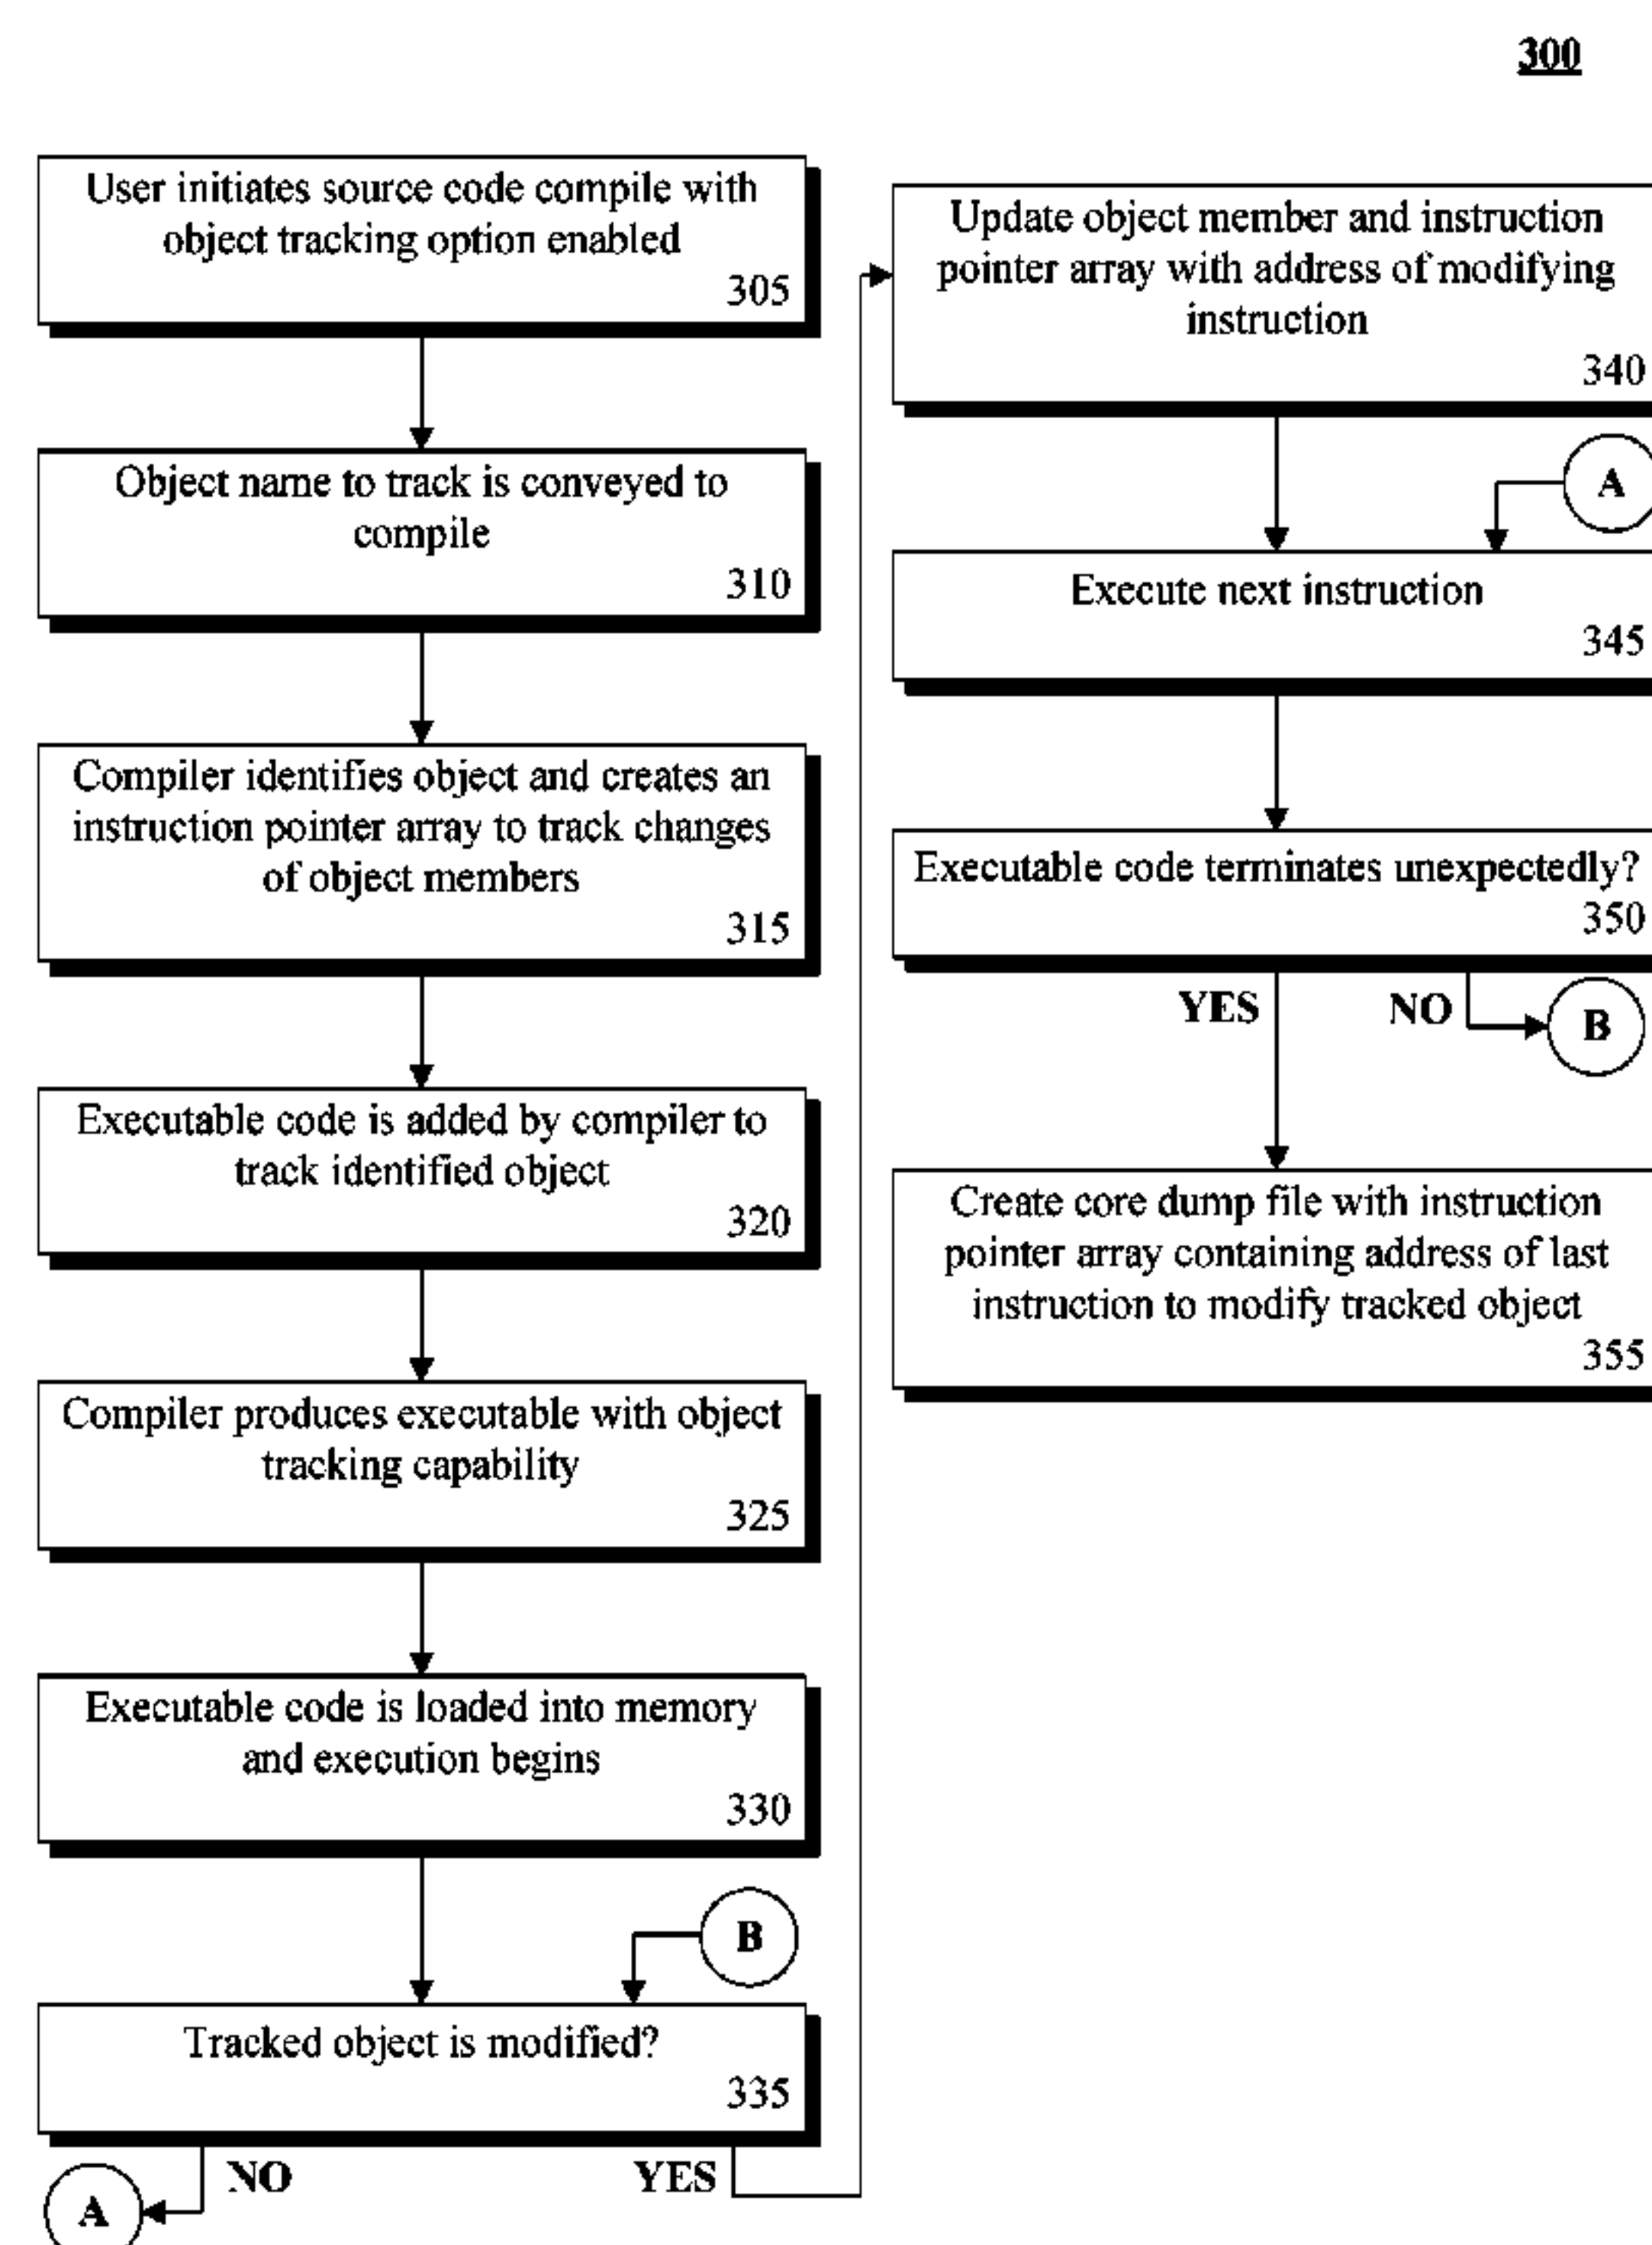 300
User initiates source code compile with
object tracking option enabled
305
Object name to track is conveyed to
compile
310
Compiler identifies object and creates an
instruction pointer array to track changes
of object members
315
Executable code is added by compiler to
track identified object
320
Compiler produces executable with object
tracking capability
325
Executable code is loaded into memory
and execution begins
330
B
Tracked object is modified?
335
NO
YES
A
Update object member and instruction
pointer array with address of modifying
instruction
340
A
Execute next instruction
345
Executable code terminates unexpectedly?
350
YES
NO
B
Create core dump file with instruction
pointer array containing address of last
instruction to modify tracked object
355